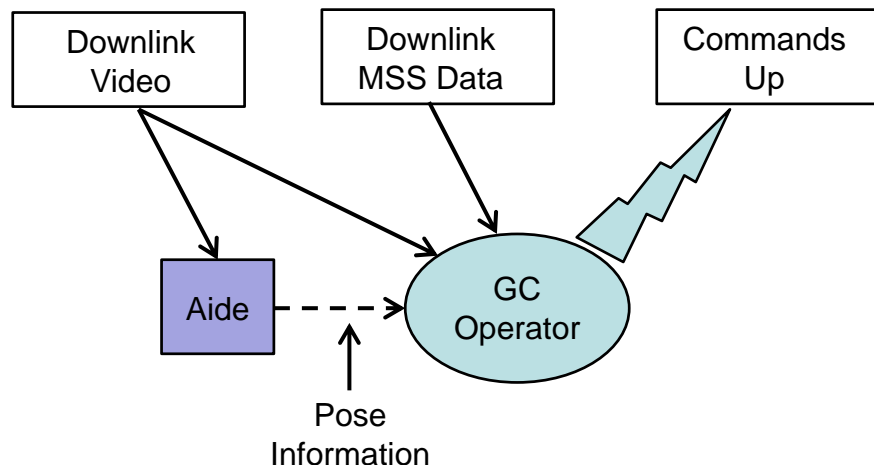 Downlink
Video
Downlink
MSS Data
Commands
Up
Aide
GC
Operator
Pose
Information